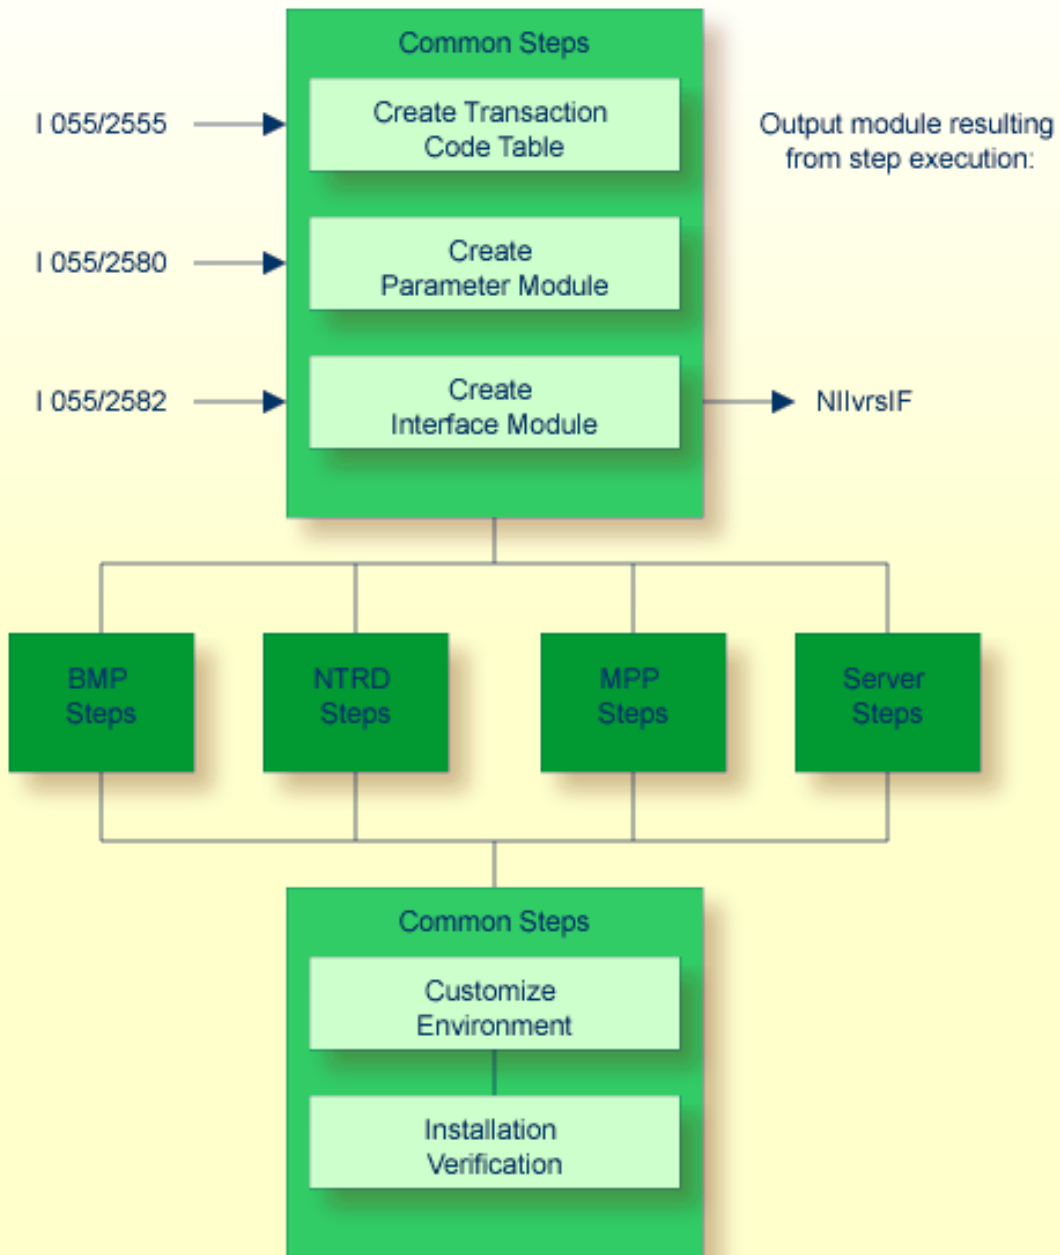 Common Steps
I 055/2555
Create Transaction
Code Table
Output module resulting
from step execution:
I 055/2580
Create
Parameter Module
I 055/2582
Create
Interface Module
NIIvrsIF
BMP
Steps
NTRD
Steps
MPP
Steps
Server
Steps
Common Steps
Customize
Environment
Installation
Verification